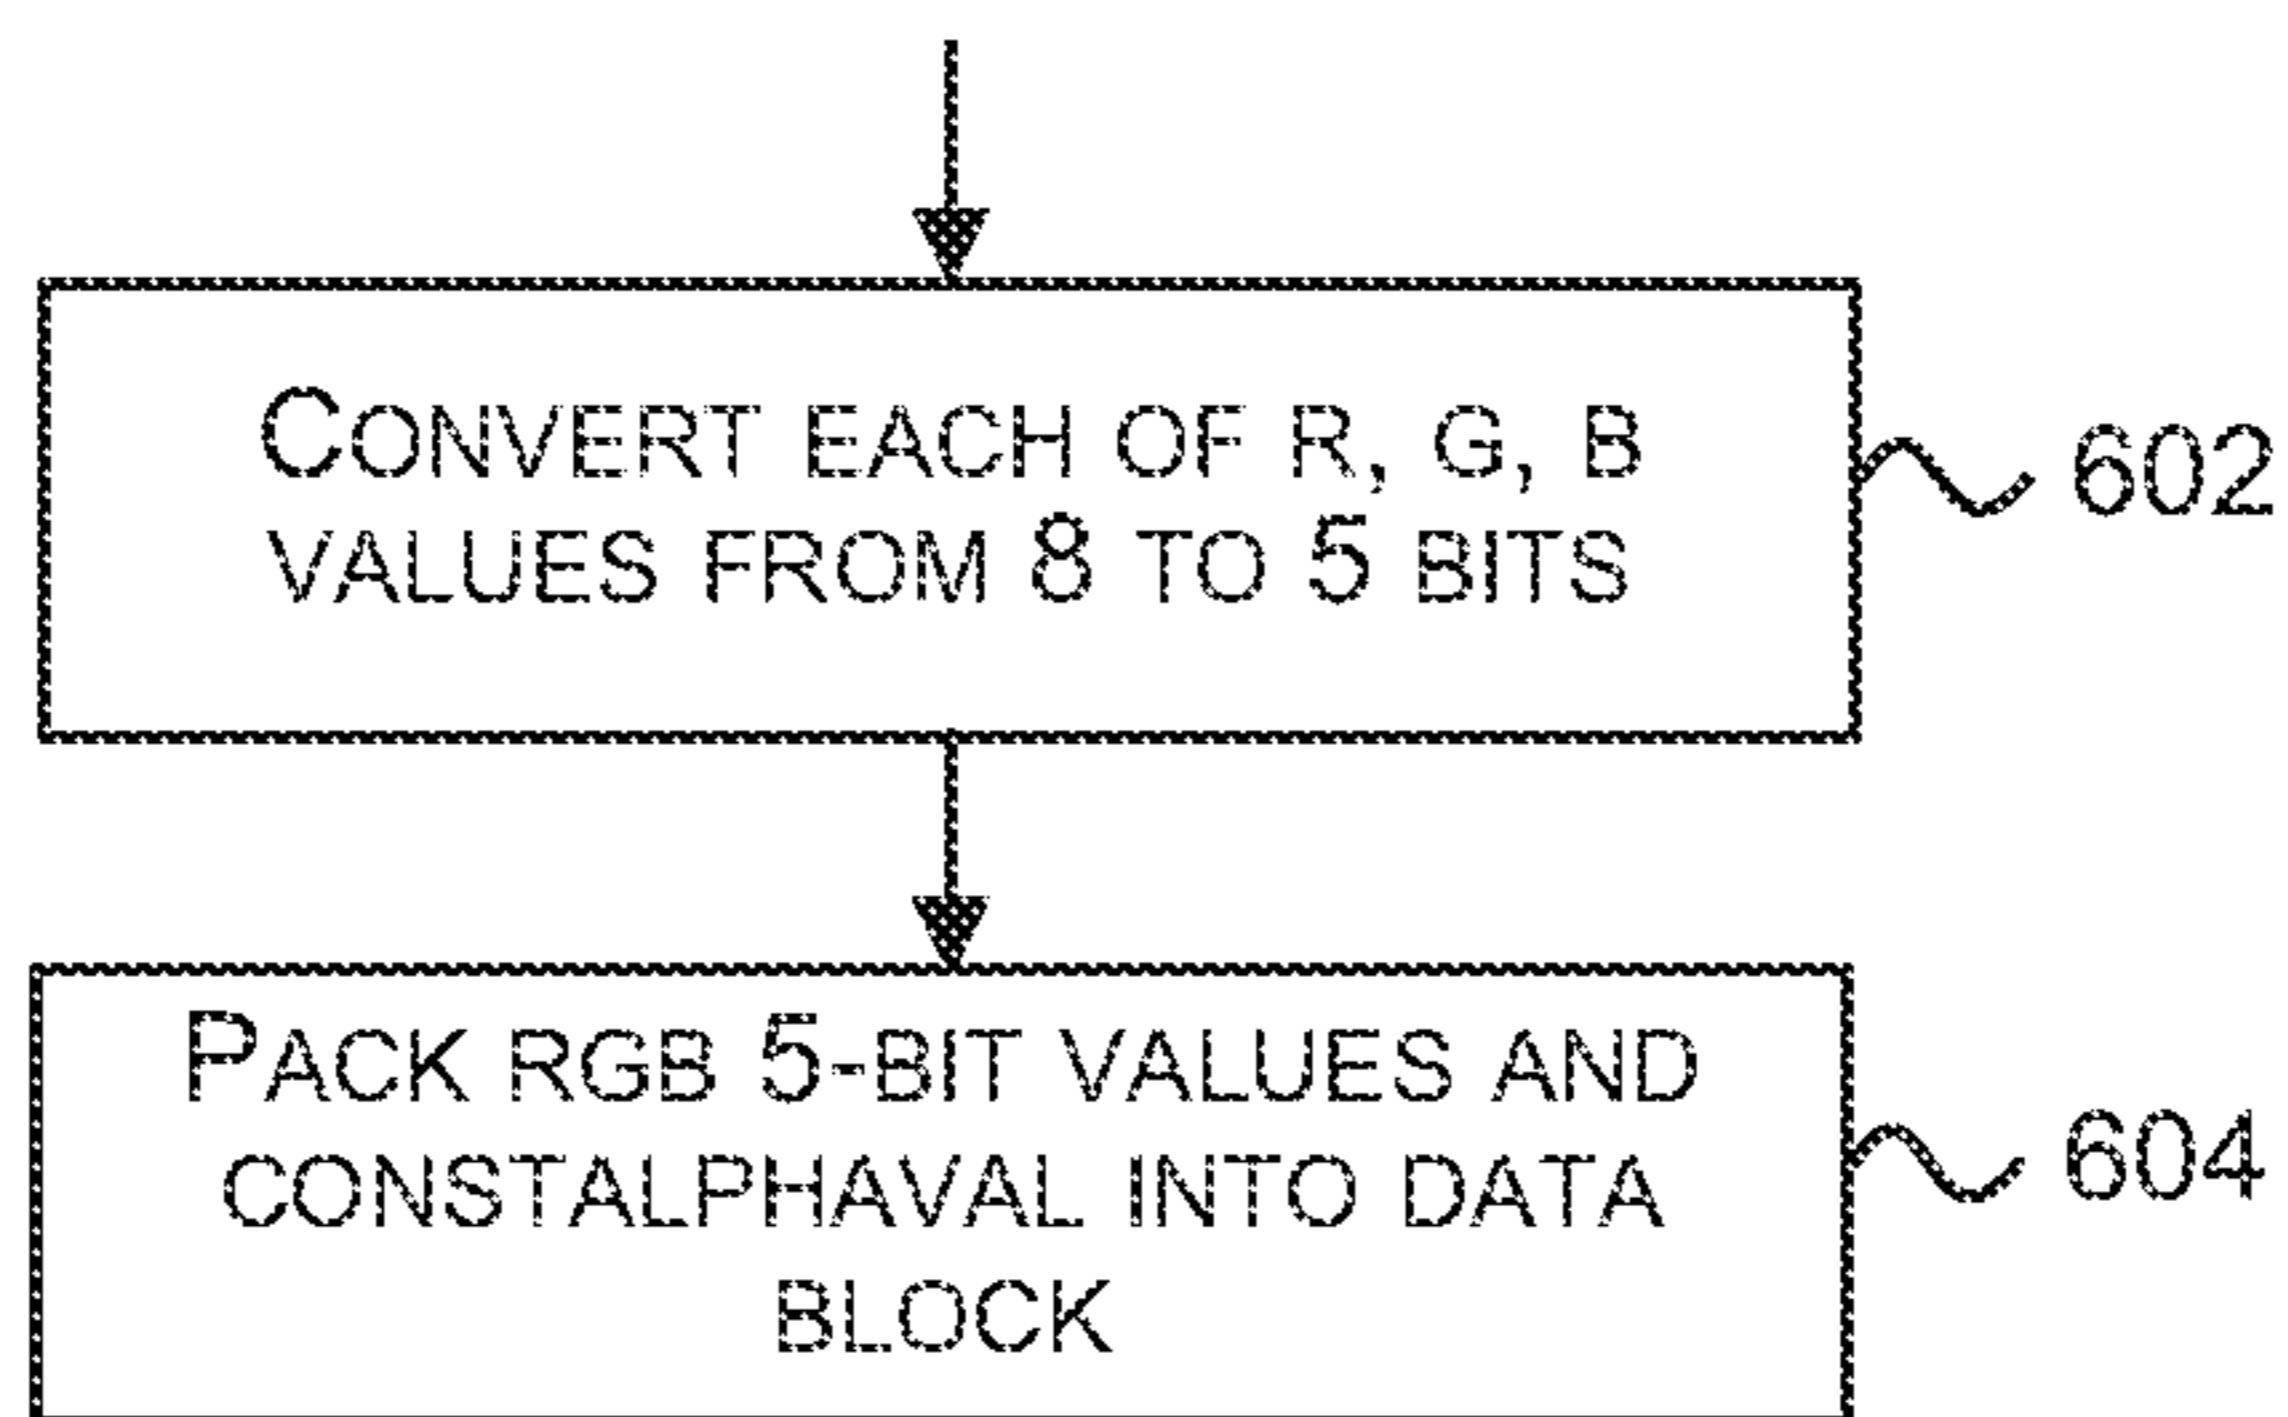 CONVERT EACH OF R, G, B
VALUES FROM 8 TO 5 BITS
602
PACK RGB 5-BIT VALUES AND
CONSTALPHAVAL INTO DATA
BLOCK
604